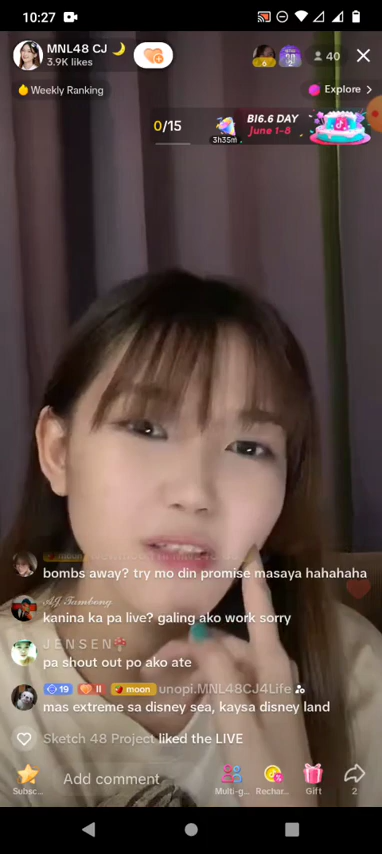 10:27
MNL48 CJ 🌙
3.9K likes
6
40
Weekly Ranking
Explore
0/15
BI6.6 DAY
June 1-8
3h35m
bombs away? try mo din promise masaya hahahaha
AJ Tambong
kanina ka pa live? galing ako work sorry
J E N S E N
pa shout out po ako ate
19 II moon unopi.MNL48CJ4Life
mas extreme sa disney sea, kaysa disney land
Sketch 48 Project liked the LIVE
Subsc...
Add comment
Multi-g...
Rechar...
Gift
2